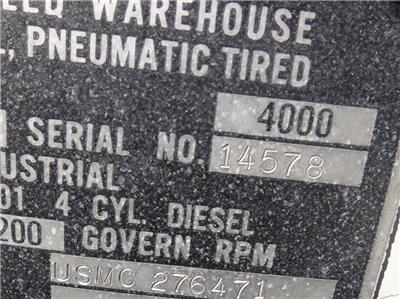 WAREHOUSE
, PNEUMATIC-TIRED
4000
SERIAL NO. 14578
USTRIAL
01 4 CYL. DIESEL
200 GOVERN RPM
USMC 276471